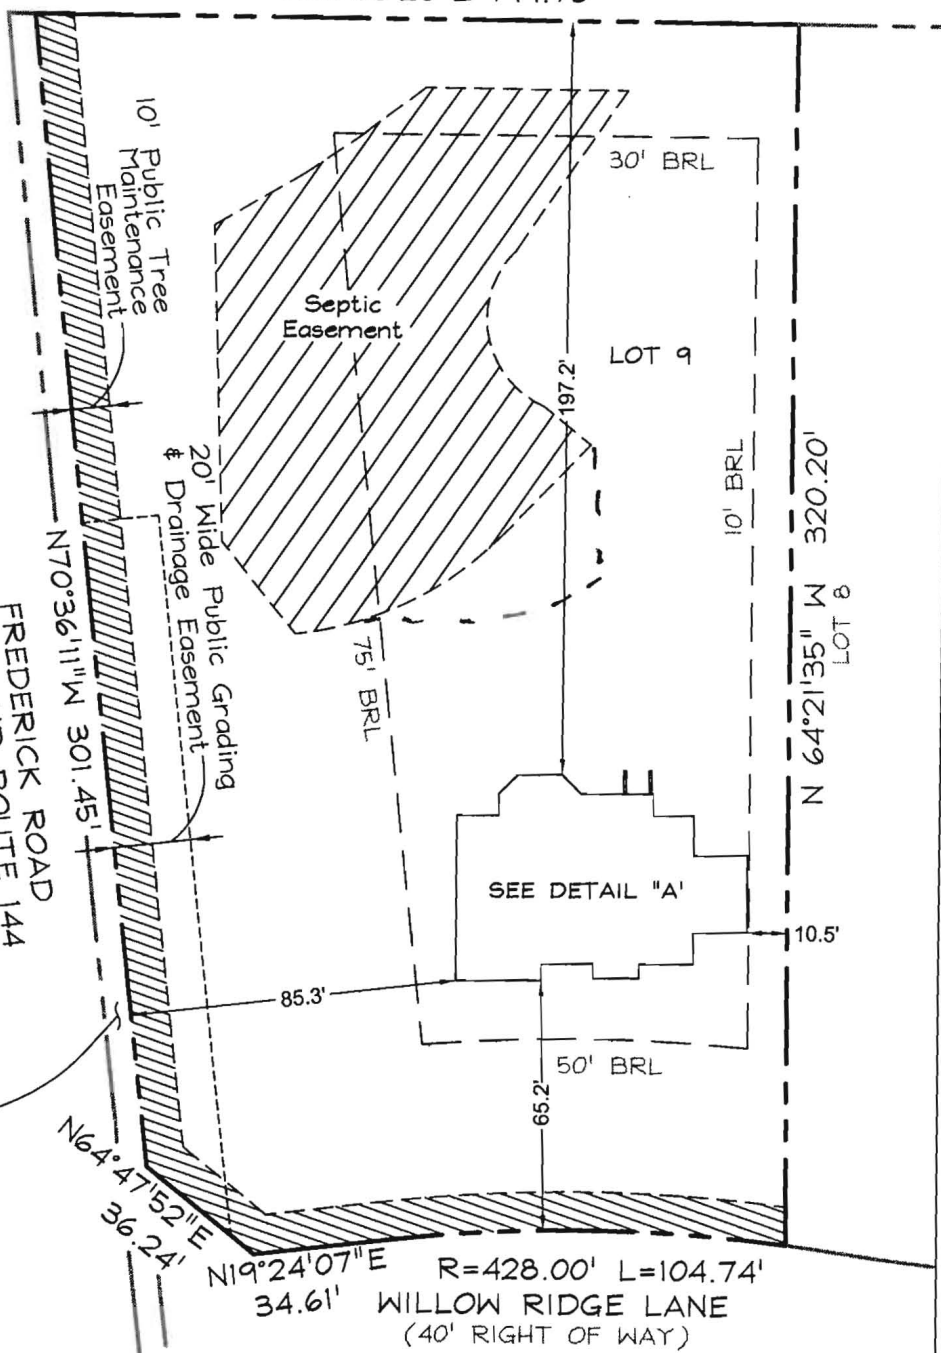 10' Public Tree
Maintenance
Easement
30' BRL
Septic
Easement
LOT 9
197.2'
10' BRL
N 64°21'35" W 320.20'
LOT 8
20' Wide Public Grading
& Drainage Easement
N70°36'11"W 301.45'
FREDERICK ROAD
ROUTE 144
75' BRL
SEE DETAIL "A'
10.5'
85.3'
50' BRL
65.2'
N64°47'52"E
36.24'
N19°24'07"E
34.61'
R=428.00' L=104.74'
WILLOW RIDGE LANE
(40' RIGHT OF WAY)